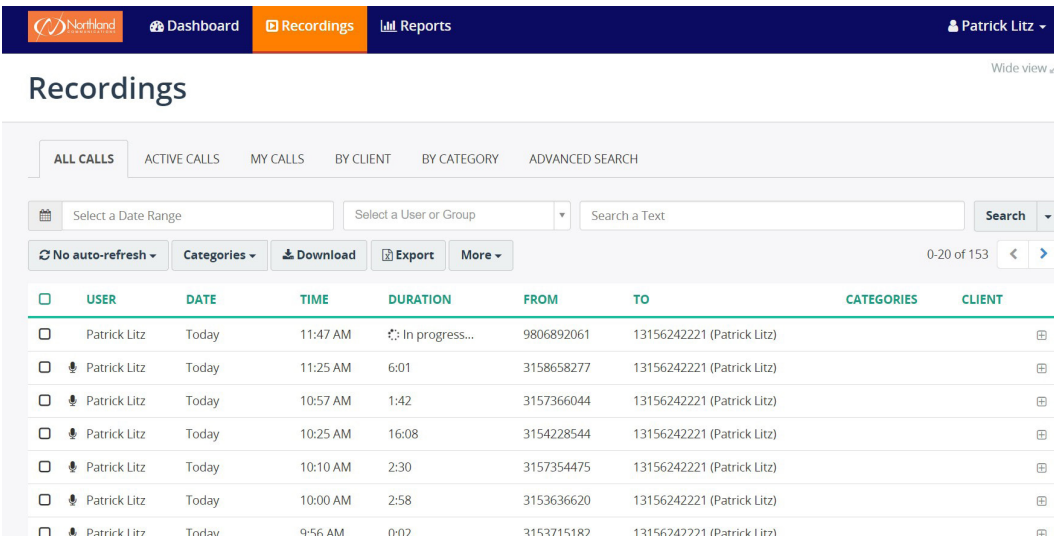 Northland
COMMUNICATIONS
Dashboard
Recordings
Reports
Patrick Litz
Wide view
Recordings
ALL CALLS ACTIVE CALLS MY CALLS BY CLIENT BY CATEGORY ADVANCED SEARCH
Select a Date Range Select a User or Group Search a Text Search
No auto-refresh Categories Download Export More 0-20 of 153
USER DATE TIME DURATION FROM TO CATEGORIES CLIENT
Patrick Litz Today 11:47 AM In progress... 9806892061 13156242221 (Patrick Litz)
Patrick Litz Today 11:25 AM 6:01 3158658277 13156242221 (Patrick Litz)
Patrick Litz Today 10:57 AM 1:42 3157366044 13156242221 (Patrick Litz)
Patrick Litz Today 10:25 AM 16:08 3154228544 13156242221 (Patrick Litz)
Patrick Litz Today 10:10 AM 2:30 3157354475 13156242221 (Patrick Litz)
Patrick Litz Today 10:00 AM 2:58 3153636620 13156242221 (Patrick Litz)
Patrick Litz Today 9:56 AM 0:02 3153715182 13156242221 (Patrick Litz)